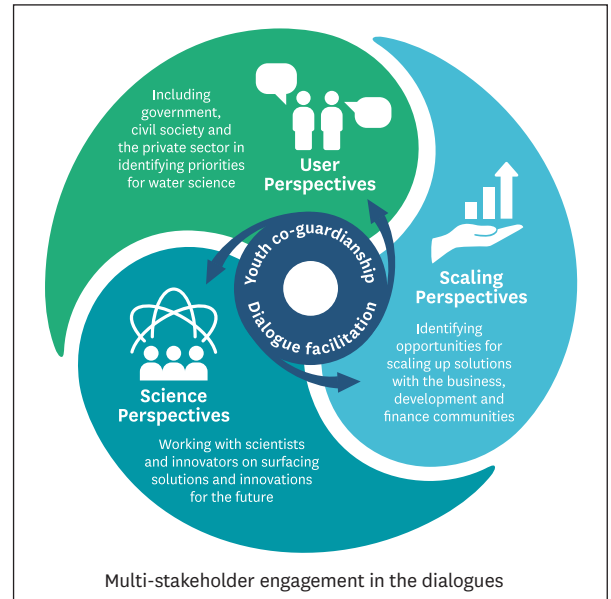 Including
government,
civil society and
the private sector in
identifying priorities
for water science
User
Perspectives
Youth co-guardianship
Dialogue facilitation
Scaling
Perspectives
Identifying
opportunities for
scaling up solutions
with the business,
development and
finance communities
Science
Perspectives
Working with scientists
and innovators on surfacing
solutions and innovations
for the future
Multi-stakeholder engagement in the dialogues